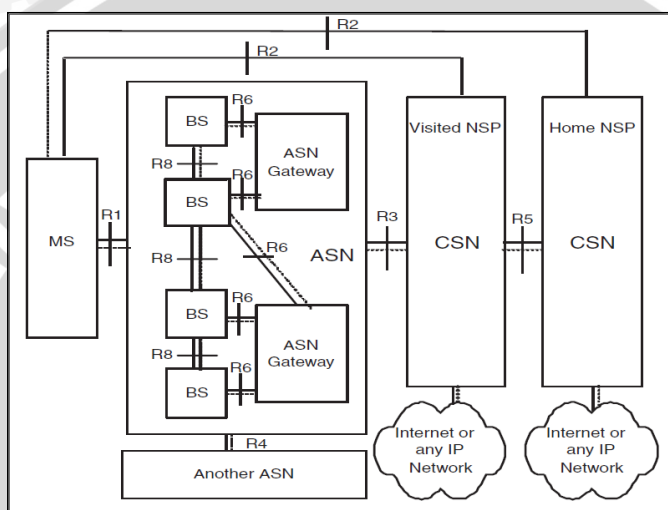 R2
R2
R6
BS
ASN
Gateway
R8
R6
BS
R1
MS
R6
ASN
R8
R3
Visited NSP
CSN
R5
Home NSP
CSN
R6
BS
ASN
Gateway
R8
R6
BS
R4
Another ASN
Internet or
any IP
Network
Internet or
any IP
Network